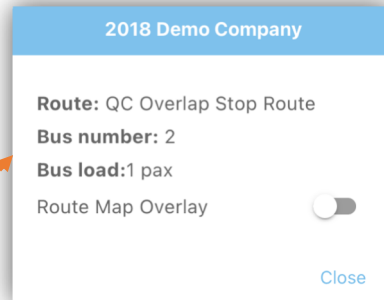 2018 Demo Company
Route: QC Overlap Stop Route
Bus number: 2
Bus load:1 pax
Route Map Overlay
Close